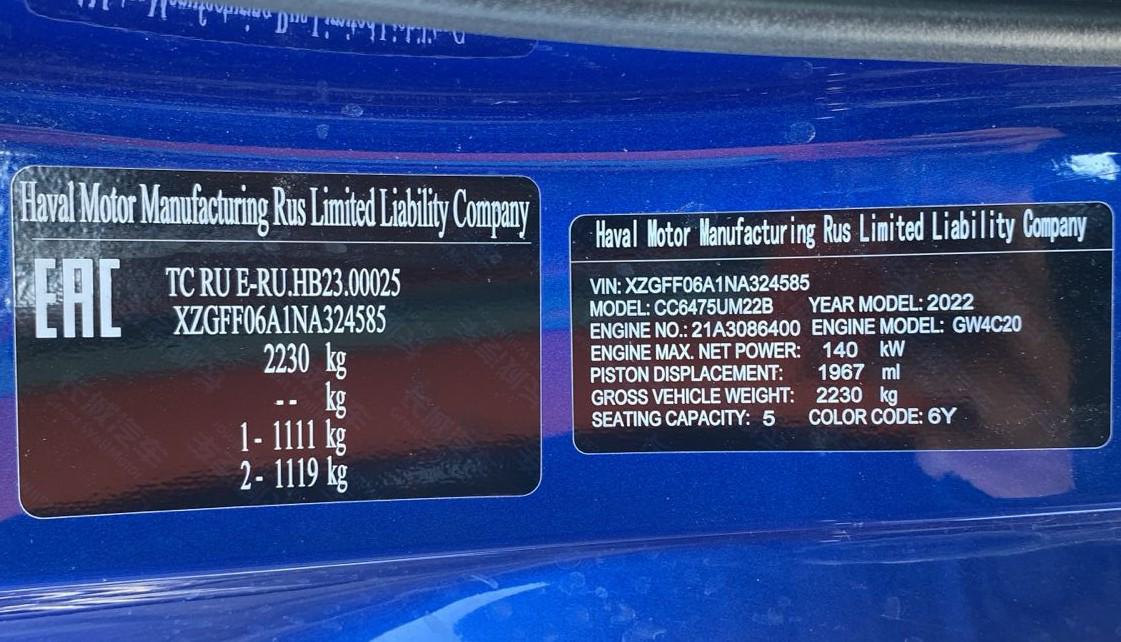 Haval Motor Manufacturing Rus Limited Liability Company
EAC
TC RU E-RU.HB23.00025
XZGFF06A1NA324585
2230 kg
-- kg
1- 1111 kg
2- 1119 kg
Haval Motor Manufacturing Rus Limited Liability Company
VIN: XZGFF06A1NA324585
MODEL: CC6475UM22B YEAR MODEL: 2022
ENGINE NO.: 21A3086400 ENGINE MODEL: GW4C20
ENGINE MAX. NET POWER: 140 kW
PISTON DISPLACEMENT: 1967 ml
GROSS VEHICLE WEIGHT: 2230 kg
SEATING CAPACITY: 5 COLOR CODE: 6Y